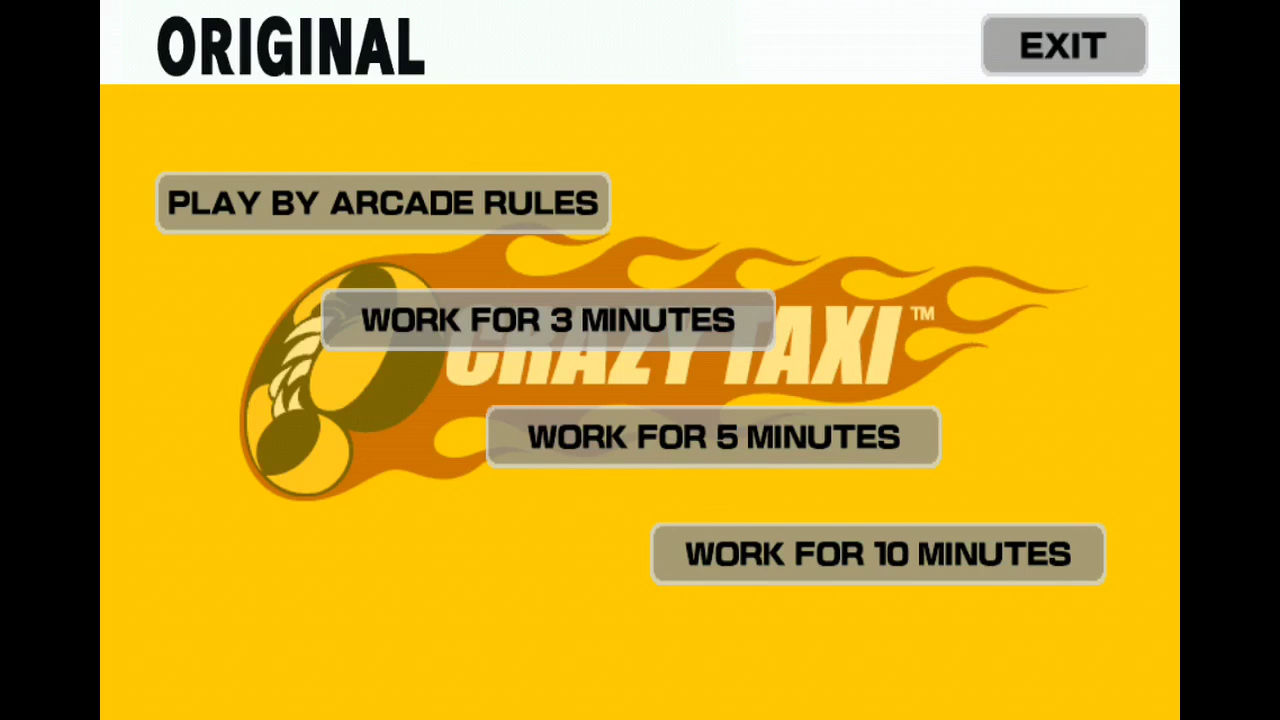 ORIGINAL
EXIT
PLAY BY ARCADE RULES
WORK FOR 3 MINUTES
CRAZY TAXI™
WORK FOR 5 MINUTES
WORK FOR 10 MINUTES